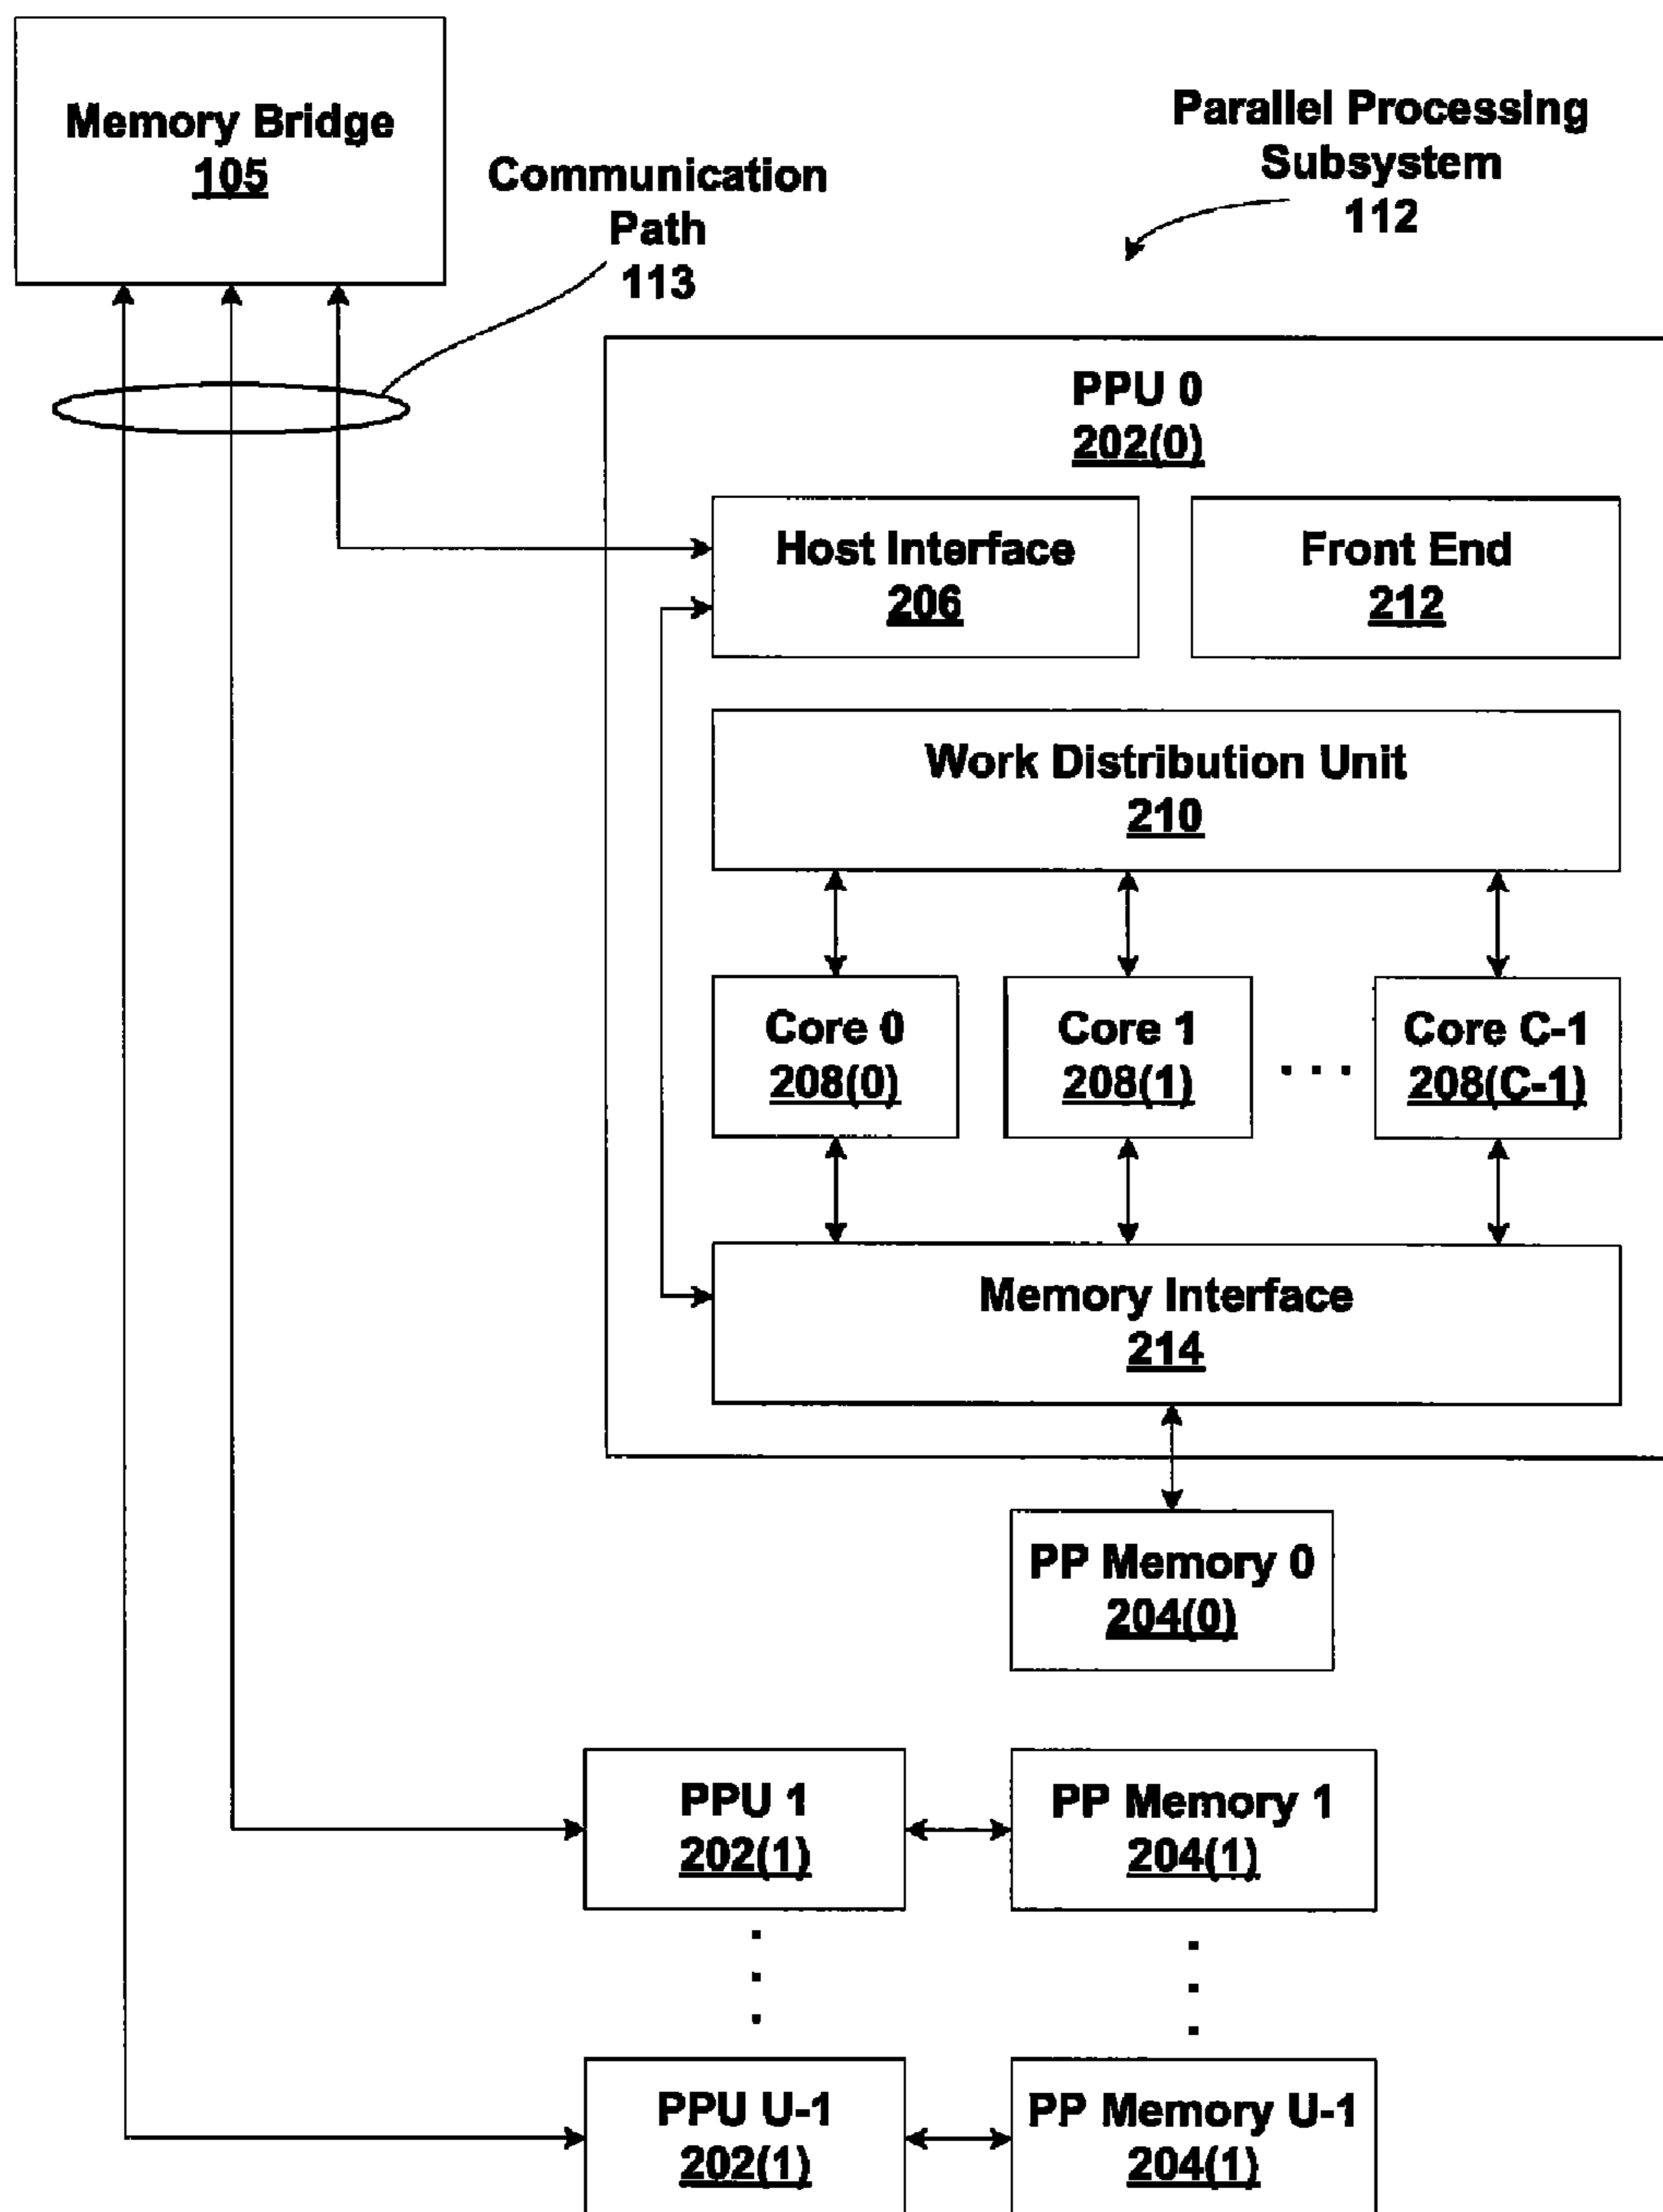 Memory Bridge
105
Communication
Path
113
Parallel Processing
Subsystem
112
PPU 0
202(0)
Host Interface
206
Front End
212
Work Distribution Unit
210
Core 0
208(0)
Core 1
208(1)
. . .
Core C-1
208(C-1)
Memory Interface
214
PP Memory 0
204(0)
PPU 1
202(1)
PP Memory 1
204(1)
PPU U-1
202(1)
PP Memory U-1
204(1)